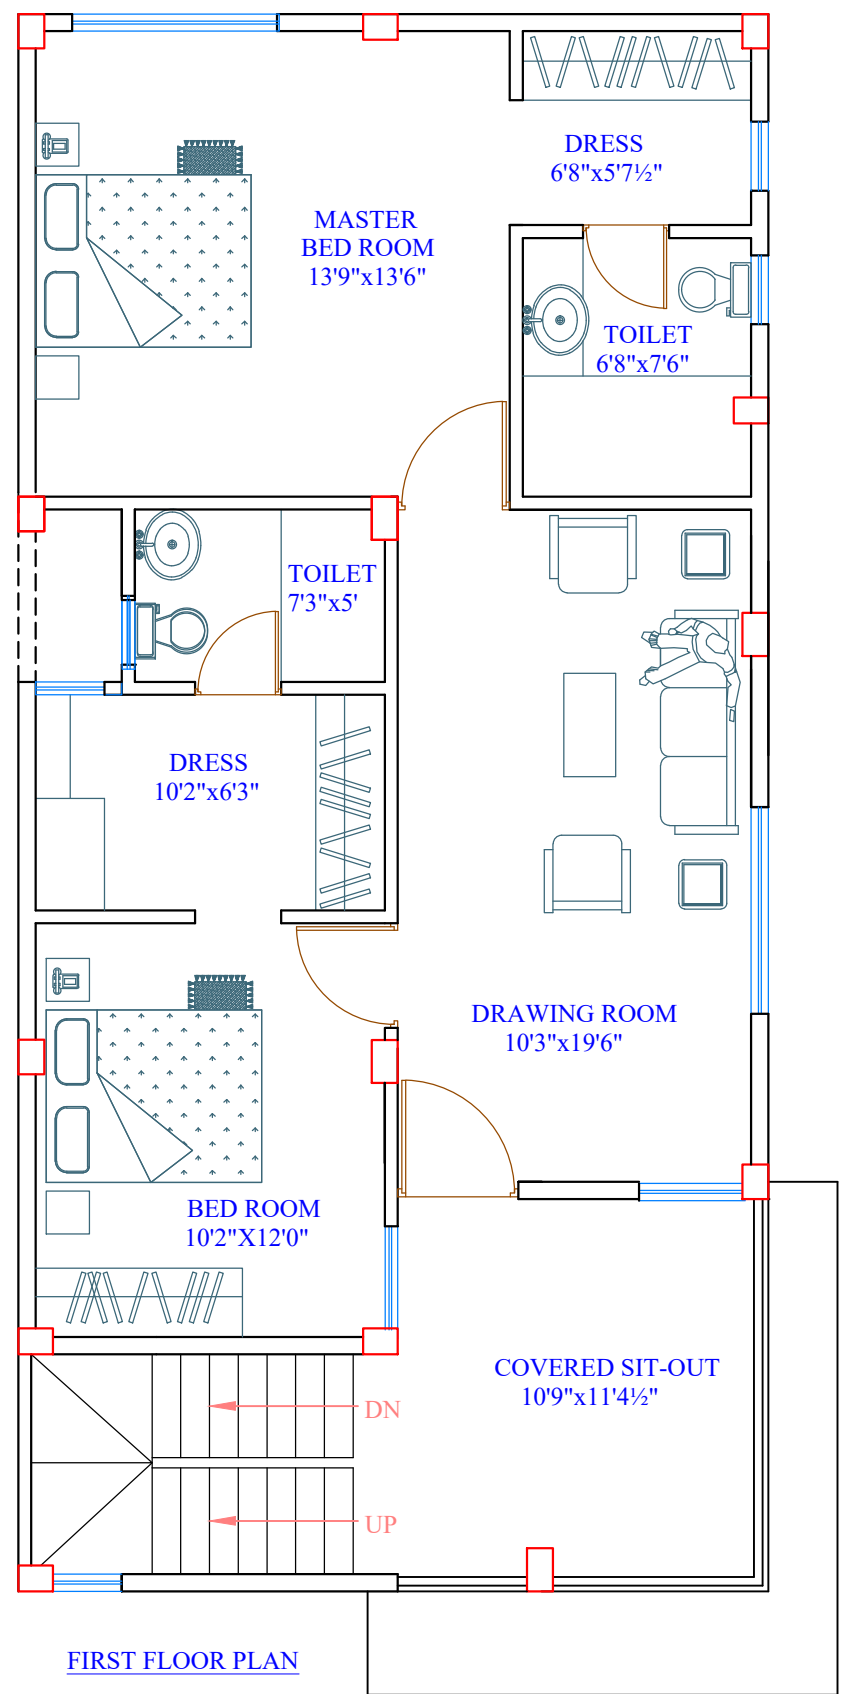 DRESS
6'8"x5'7½"
MASTER
BED ROOM
13'9"x13'6"
TOILET
6'8"x7'6"
TOILET
7'3"x5'
DRESS
10'2"x6'3"
DRAWING ROOM
10'3"x19'6"
BED ROOM
10'2"X12'0"
COVERED SIT-OUT
10'9"x11'4½"
DN
UP
FIRST FLOOR PLAN